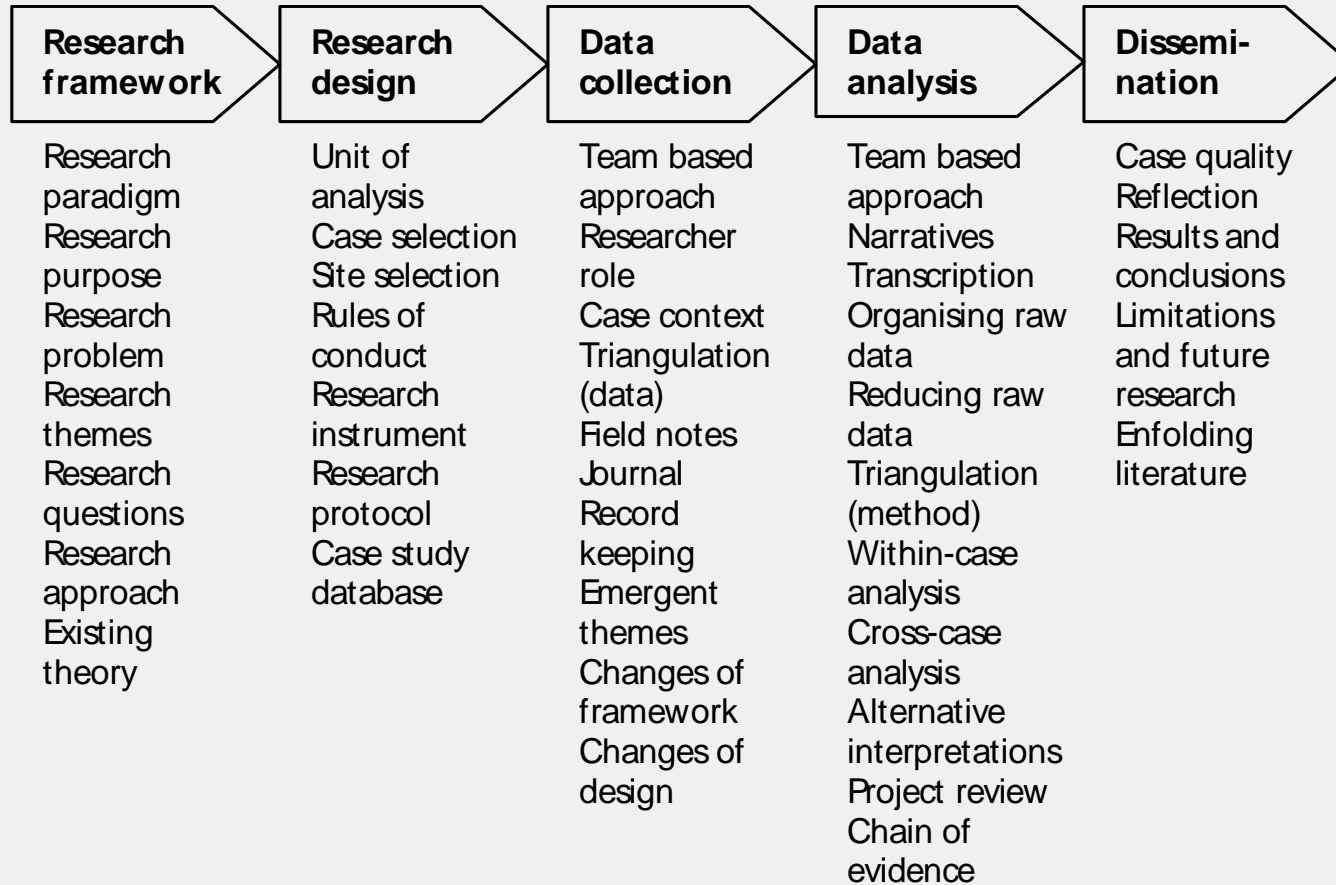 Research
framework
Research
paradigm
Research
purpose
Research
problem
Research
themes
Research
questions
Research
approach
Existing
theory
Research
design
Unit of
analysis
Case selection
Site selection
Rules of
conduct
Research
instrument
Research
protocol
Case study
database
Data
collection
Team based
approach
Researcher
role
Case context
Triangulation
(data)
Field notes
Journal
Record
keeping
Emergent
themes
Changes of
framework
Changes of
design
Data
analysis
Team based
approach
Narratives
Transcription
Organising raw
data
Reducing raw
data
Triangulation
(method)
Within-case
analysis
Cross-case
analysis
Alternative
interpretations
Project review
Chain of
evidence
Dissemi-
nation
Case quality
Reflection
Results and
conclusions
Limitations
and future
research
Enfolding
literature